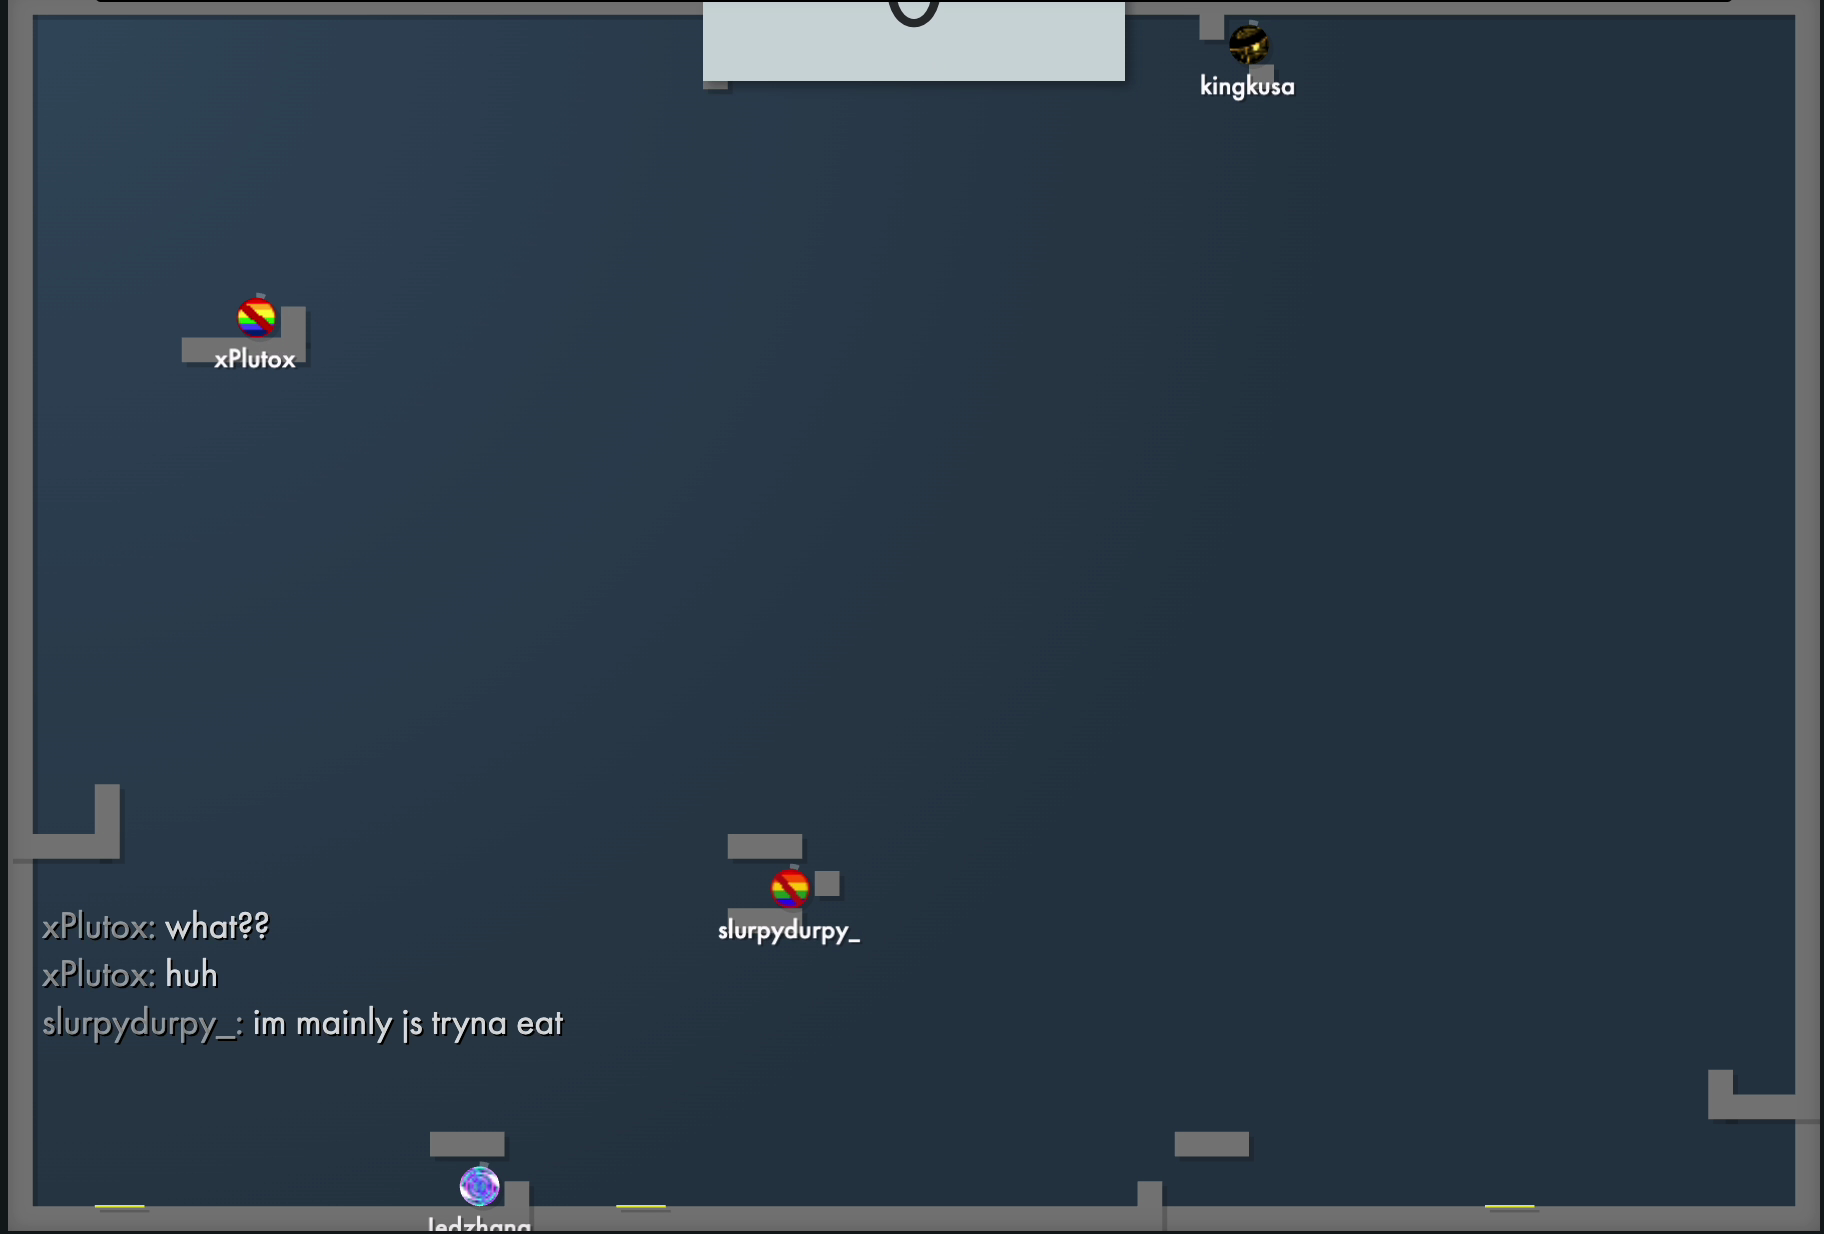 kingkusa
xPlutox
slurpydurpy_
xPlutox: what??
xPlutox: huh
slurpydurpy_: im mainly js tryna eat